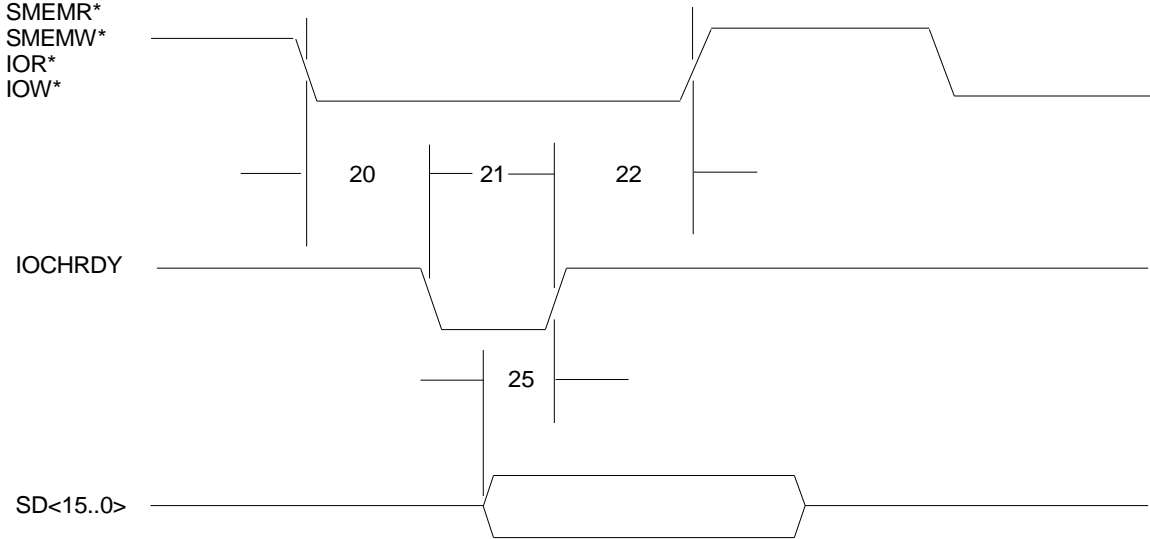 SMEMR*
SMEMW*
IOR*
IOW*
20
21
22
IOCHRDY
25
SD<15..0>